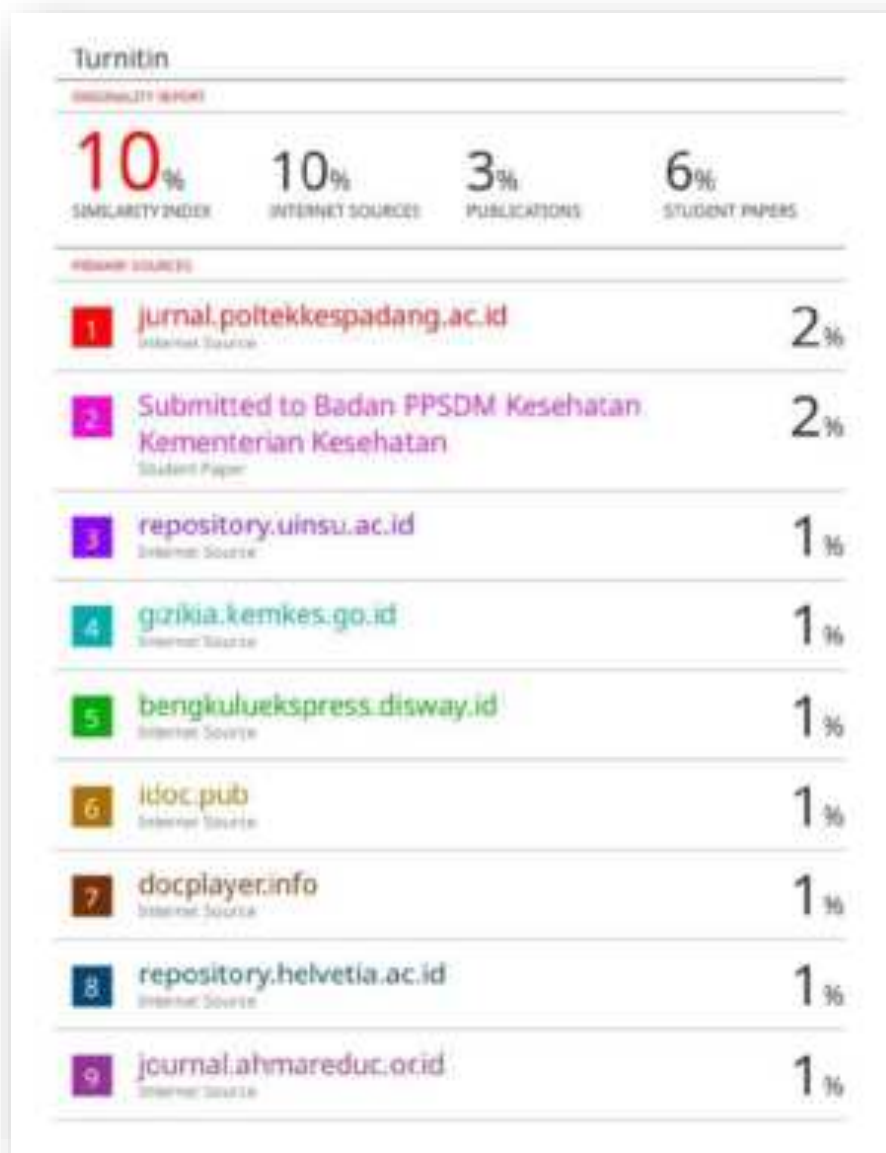 Turnitin
ORIGINALITY REPORT
10%
10%
3%
6%
SIMILARITY INDEX
INTERNET SOURCES
PUBLICATIONS
STUDENT PAPERS
PRIMARY SOURCES
1
jurnal.poltekkespadang.ac.id
Internet Source
2%
2
Submitted to Badan PPSDM Kesehatan
Kementerian Kesehatan
Student Paper
2%
3
repository.uinsu.ac.id
Internet Source
1%
4
gizikia.kemkes.go.id
Internet Source
1%
5
bengkuluekspress.disway.id
Internet Source
1%
6
idoc.pub
Internet Source
1%
7
docplayer.info
Internet Source
1%
8
repository.helvetia.ac.id
Internet Source
1%
9
journal.ahmareduc.or.id
Internet Source
1%